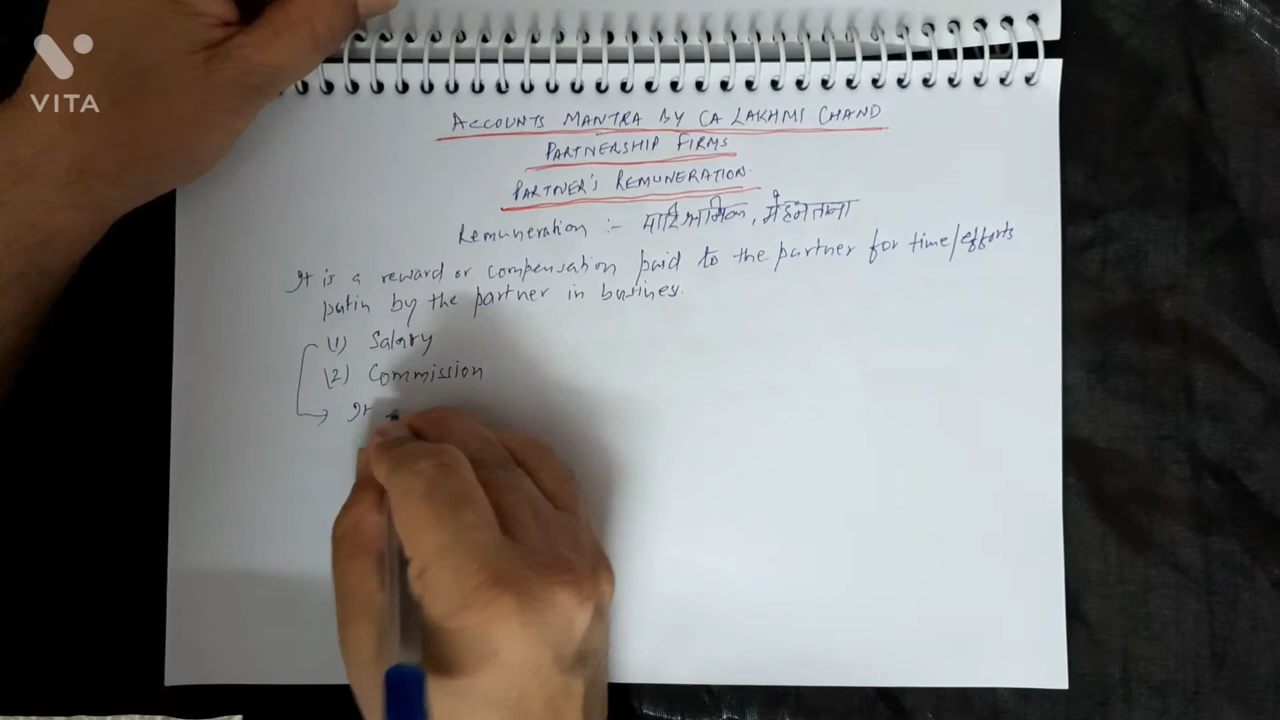 VITA
ACCOUNTS MANTRA BY CA LAKHMI CHAND
PARTNERSHIP FIRMS
PARTNER'S REMUNERATION
Remuneration :- पारिश्रमिक, मेहनताना
It is a reward or compensation paid to the partner for time/efforts
putin by the partner in business.
(1) Salary
(2) Commission
→ It